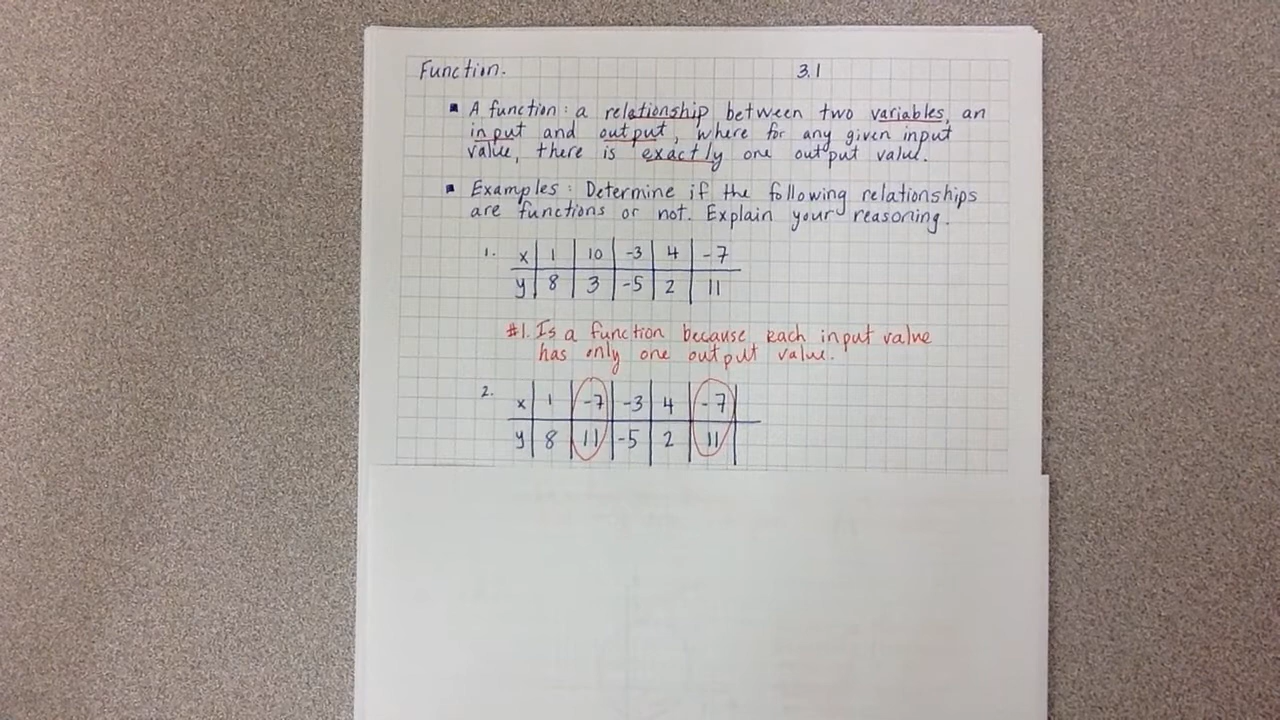 Function. 3.1
▪ A function: a relationship between two variables, an
input and output, where for any given input
value, there is exactly one output value.
▪ Examples: Determine if the following relationships
are functions or not. Explain your reasoning.
1. x 1 10 -3 4 -7
y 8 3 -5 2 11
#1. Is a function because each input value
has only one output value.
2. x 1 -7 -3 4 -7
y 8 11 -5 2 11